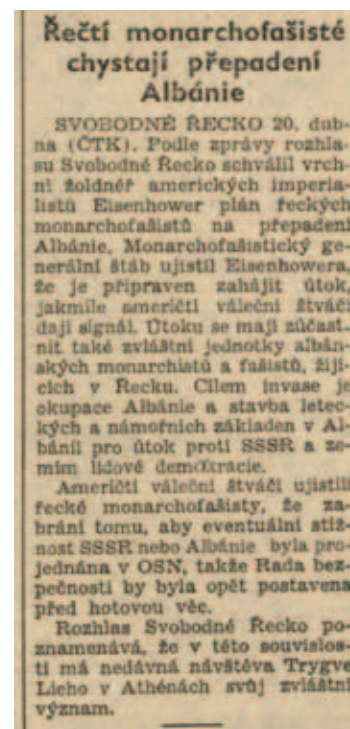 Řečtí monarchofašisté
chystají přepadení
Albánie
SVOBODNÉ ŘECKO 20. dub-
na (ČTK). Podle zprávy rozhla-
su Svobodné Řecko schválil vrch-
ní žoldnéř amerických imperia-
listů Eisenhower plán řeckých
monarchofašistů na přepadení
Albánie. Monarchofašistický ge-
nerální štáb ujistil Eisenhowera,
že je připraven zahájit útok,
jakmile američtí váleční štváči
dají signál. Útoku se mají zúčast-
nit také zvláštní jednotky albán-
ských monarchistů a fašistů, žijí-
cích v Řecku. Cílem invase je
okupace Albánie a stavba letec-
kých a námořních základen v Al-
bánii pro útok proti SSSR a ze-
mím lidové demokracie.
Američtí váleční štváči ujistili
řecké monarchofašisty, že za-
brání tomu, aby eventuální stíž-
nost SSSR nebo Albánie byla pro-
jednána v OSN, takže Rada bez-
pečnosti by byla opět postavena
před hotovou věc.
Rozhlas Svobodné Řecko po-
znamenává, že v této souvislos-
ti má nedávná návštěva Trygve
Lieho v Athénách svůj zvláštní
význam.